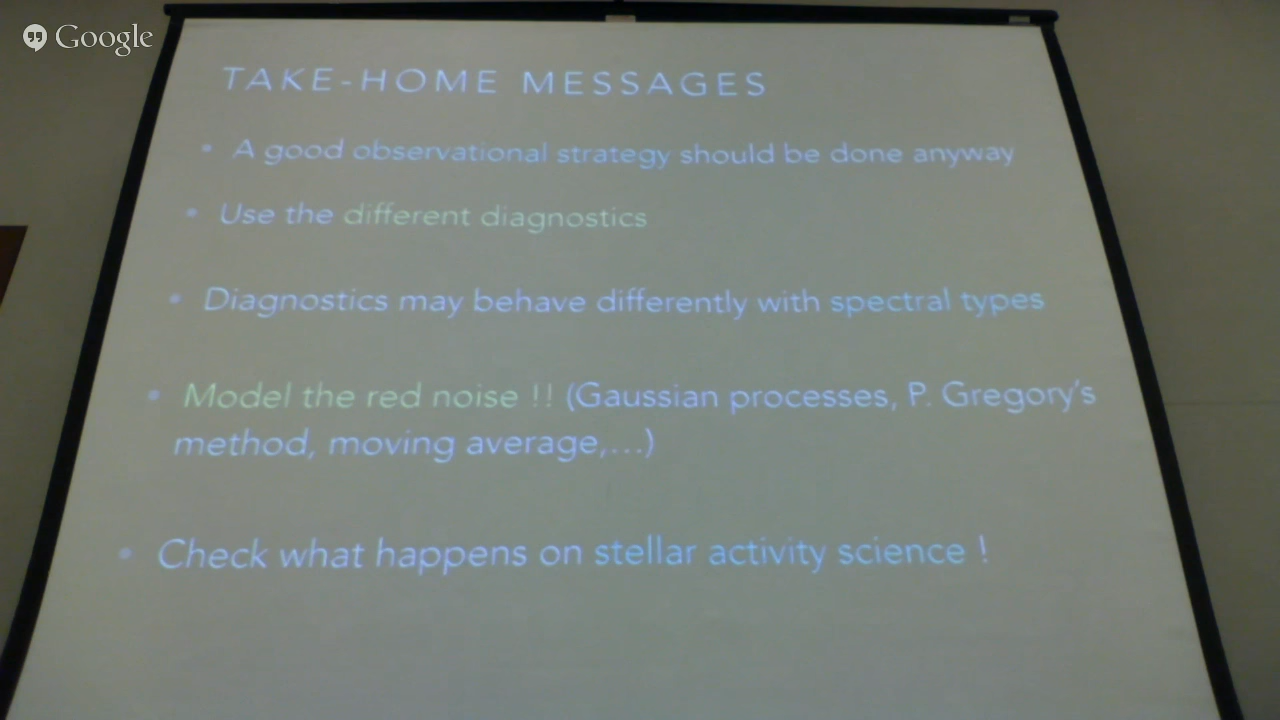 Google
TAKE-HOME MESSAGES
• A good observational strategy should be done anyway
• Use the different diagnostics
• Diagnostics may behave differently with spectral types
• Model the red noise !! (Gaussian processes, P. Gregory's
method, moving average,...)
• Check what happens on stellar activity science !